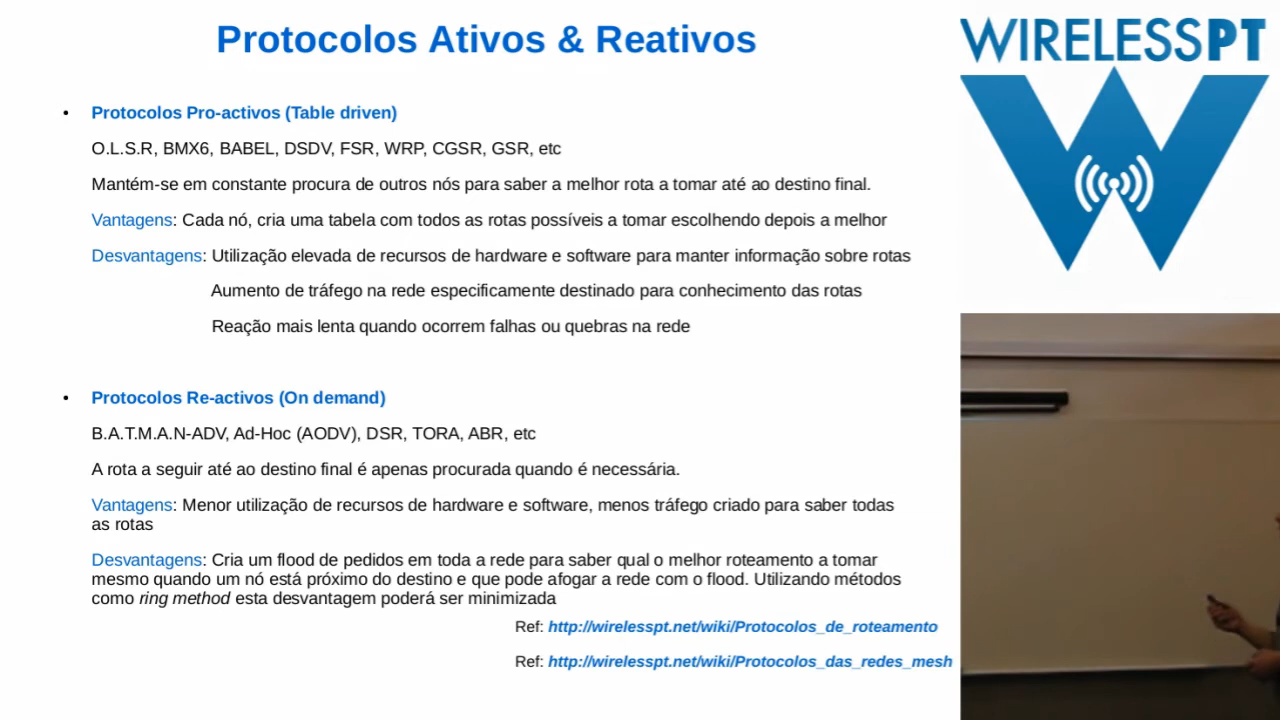 Protocolos Ativos & Reativos
WIRELESSPT
• Protocolos Pro-activos (Table driven)
O.L.S.R, BMX6, BABEL, DSDV, FSR, WRP, CGSR, GSR, etc
Mantém-se em constante procura de outros nós para saber a melhor rota a tomar até ao destino final.
Vantagens: Cada nó, cria uma tabela com todos as rotas possíveis a tomar escolhendo depois a melhor
Desvantagens: Utilização elevada de recursos de hardware e software para manter informação sobre rotas
Aumento de tráfego na rede especificamente destinado para conhecimento das rotas
Reação mais lenta quando ocorrem falhas ou quebras na rede
• Protocolos Re-activos (On demand)
B.A.T.M.A.N-ADV, Ad-Hoc (AODV), DSR, TORA, ABR, etc
A rota a seguir até ao destino final é apenas procurada quando é necessária.
Vantagens: Menor utilização de recursos de hardware e software, menos tráfego criado para saber todas
as rotas
Desvantagens: Cria um flood de pedidos em toda a rede para saber qual o melhor roteamento a tomar
mesmo quando um nó está próximo do destino e que pode afogar a rede com o flood. Utilizando métodos
como ring method esta desvantagem poderá ser minimizada
Ref: http://wirelesspt.net/wiki/Protocolos_de_roteamento
Ref: http://wirelesspt.net/wiki/Protocolos_das_redes_mesh